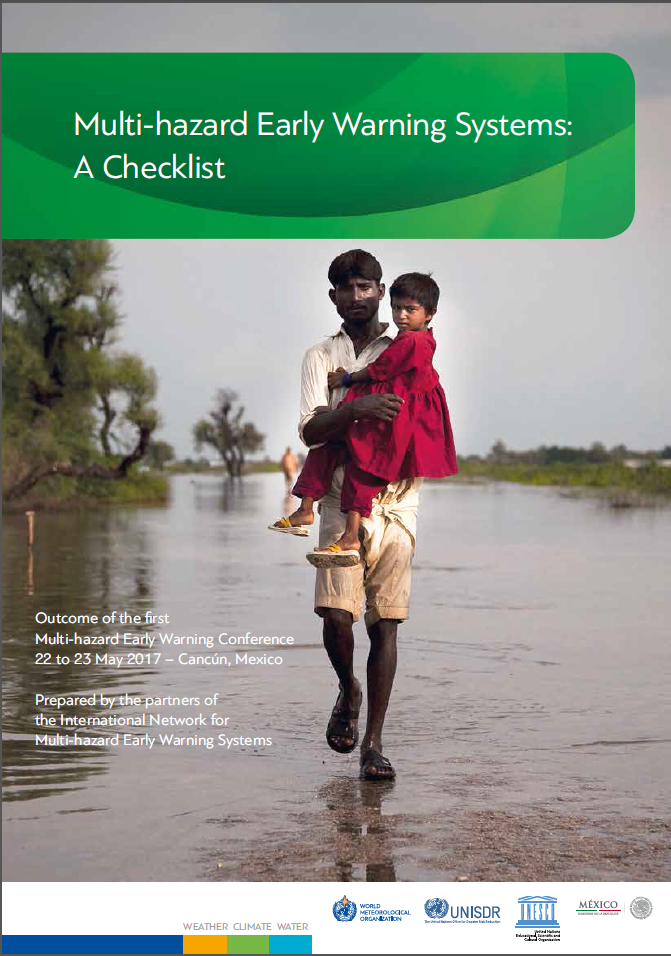 Multi-hazard Early Warning Systems:
A Checklist
Outcome of the first
Multi-hazard Early Warning Conference
22 to 23 May 2017 – Cancún, Mexico
Prepared by the partners of
the International Network for
Multi-hazard Early Warning Systems
WEATHER CLIMATE WATER
WORLD
METEOROLOGICAL
ORGANIZATION
UNISDR
The United Nations Office for Disaster Risk Reduction
United Nations
Educational, Scientific and
Cultural Organization
MÉXICO